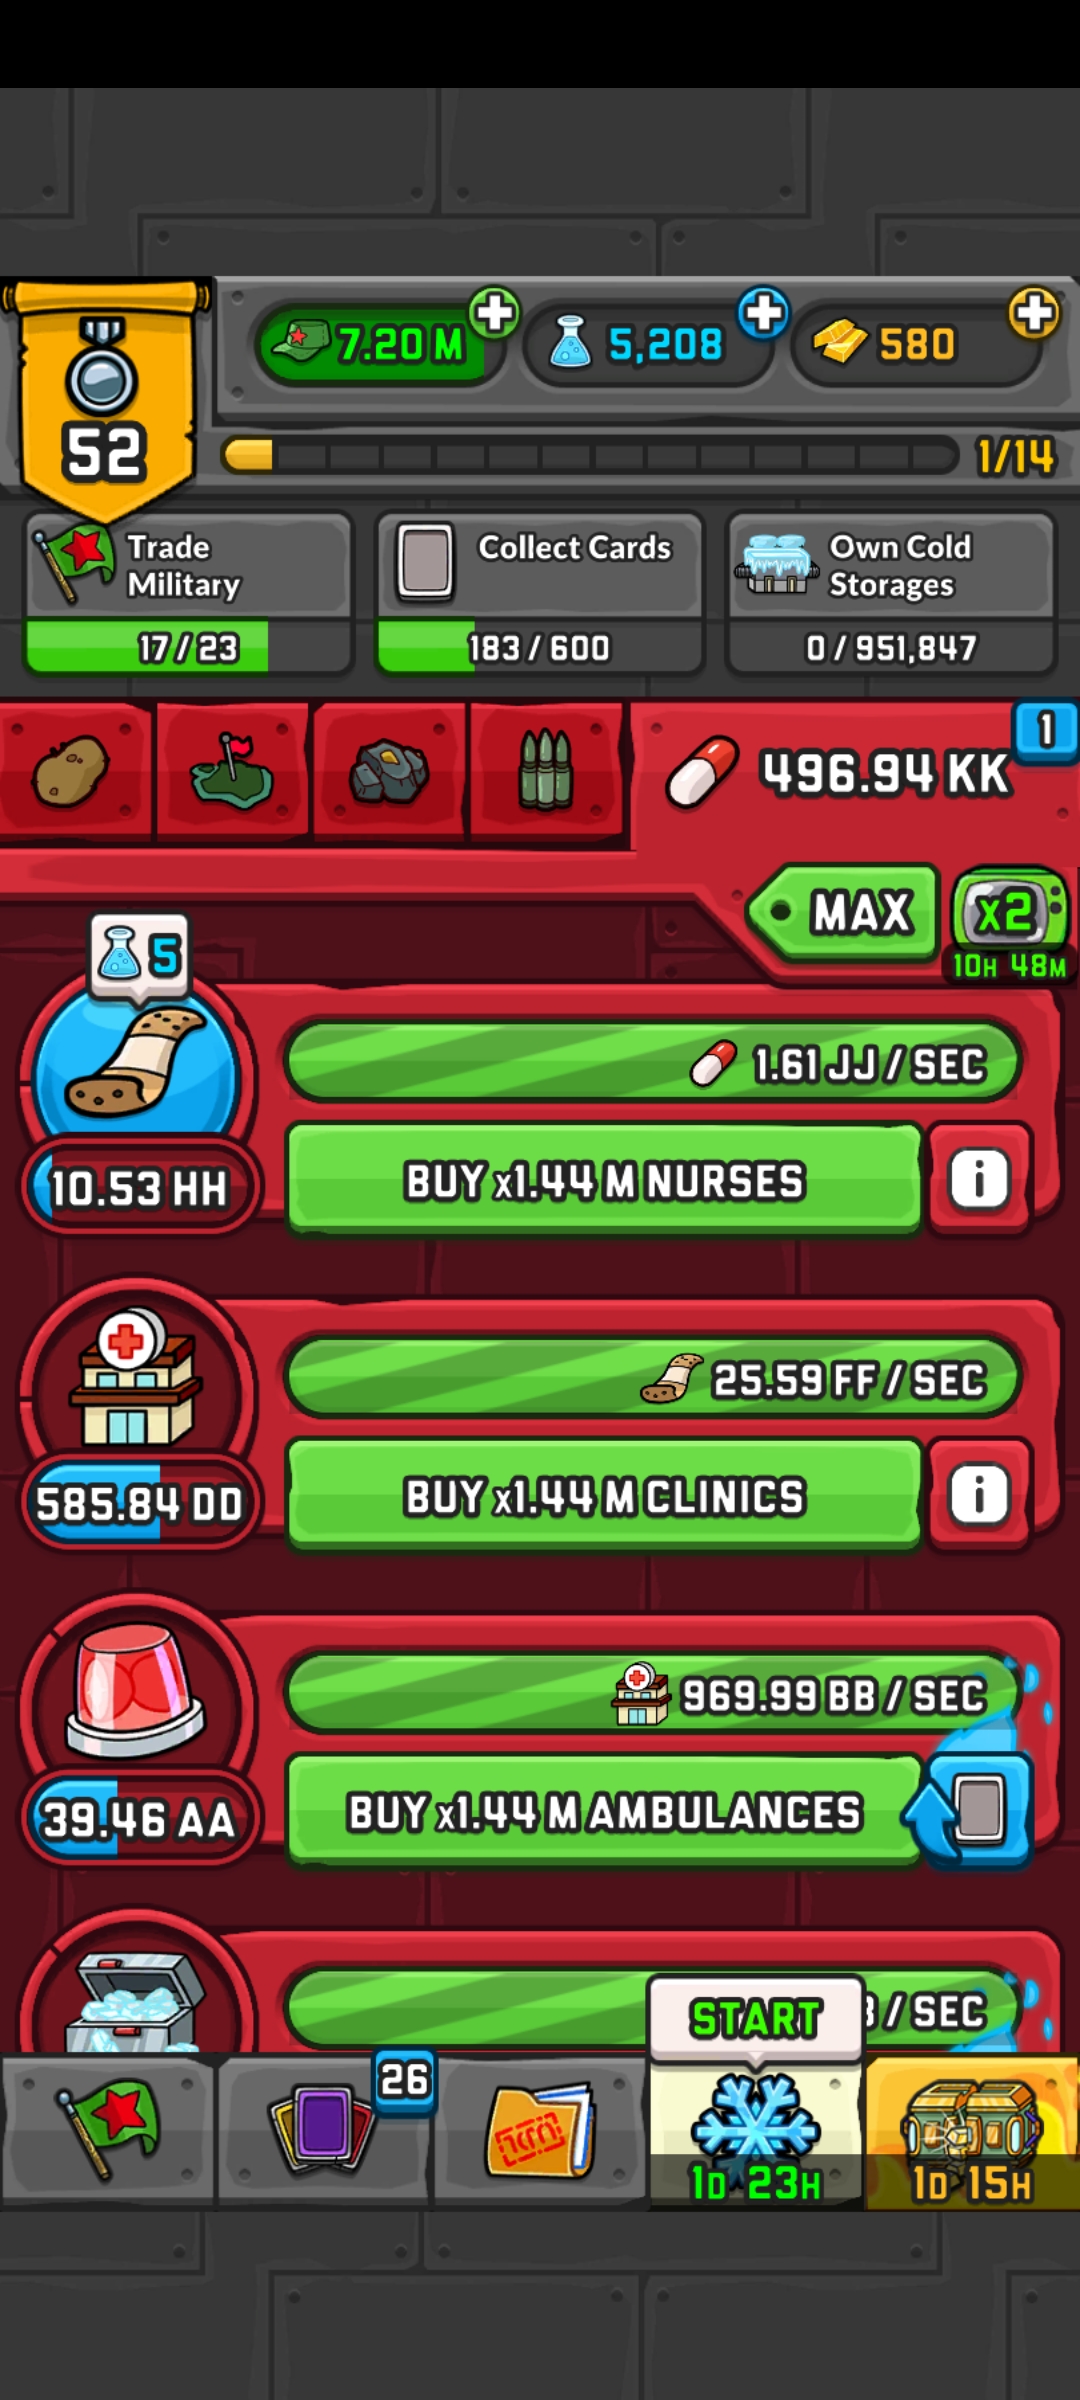 7.20 M
5,208
580
52
1/14
Trade
Military
17/23
Collect Cards
183/600
Own Cold
Storages
0/951,847
496.94 KK
1
MAX
x2
10H 48M
5
1.61 JJ / SEC
10.53 HH
BUY x1.44 M NURSES
i
25.59 FF / SEC
585.84 DD
BUY x1.44 M CLINICS
i
969.99 BB / SEC
39.46 AA
BUY x1.44 M AMBULANCES
/ SEC
START
26
1D 23H
1D 15H